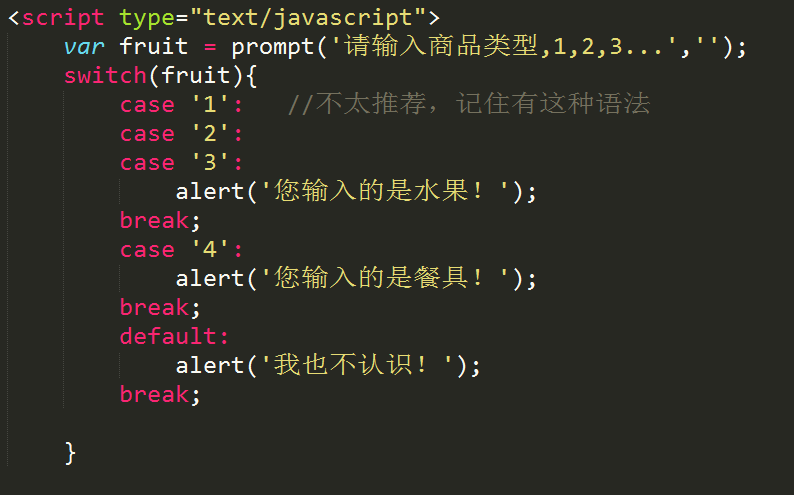 <script type="text/javascript">
var fruit = prompt('请输入商品类型,1,2,3...','');
switch(fruit){
case '1':   //不太推荐，记住有这种语法
case '2':
case '3':
alert('您输入的是水果！');
break;
case '4':
alert('您输入的是餐具！');
break;
default:
alert('我也不认识！');
break;
}